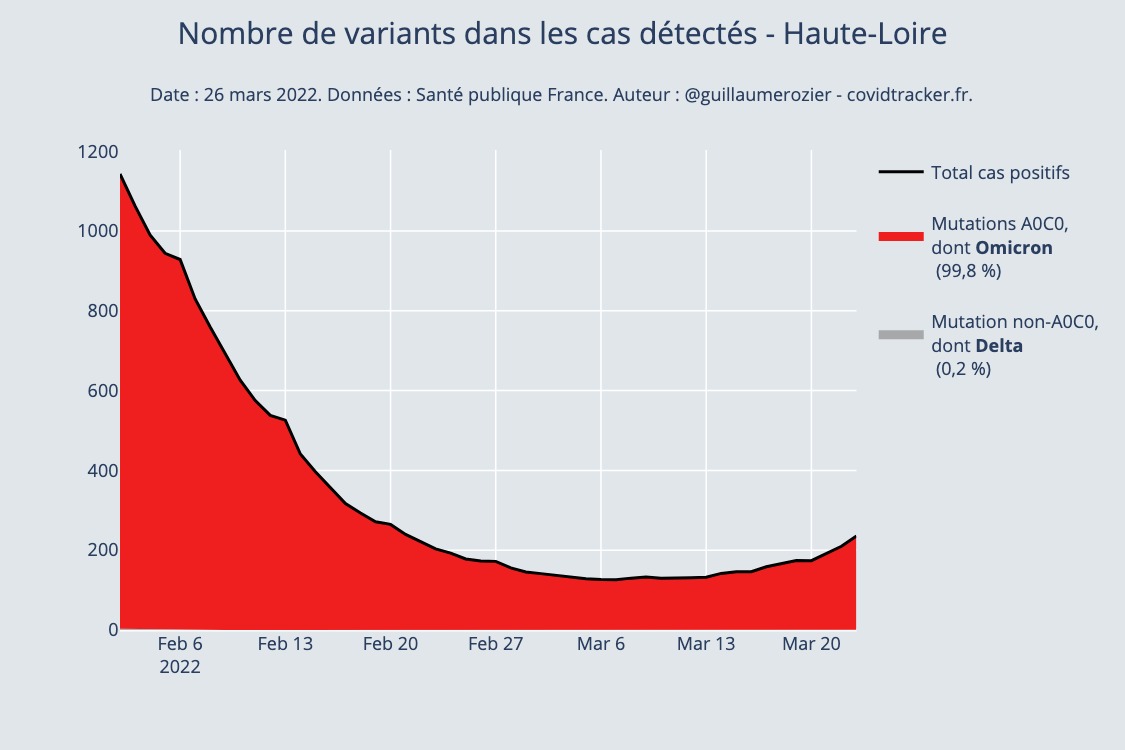 Nombre de variants dans les cas détectés - Haute-Loire
Date : 26 mars 2022. Données : Santé publique France. Auteur : @guillaumerozier - covidtracker.fr.
1200
1000
800
600
400
200
0
Feb 6
2022
Feb 13
Feb 20
Feb 27
Mar 6
Mar 13
Mar 20
Total cas positifs
Mutations A0C0,
dont Omicron
(99,8 %)
Mutation non-A0C0,
dont Delta
(0,2 %)